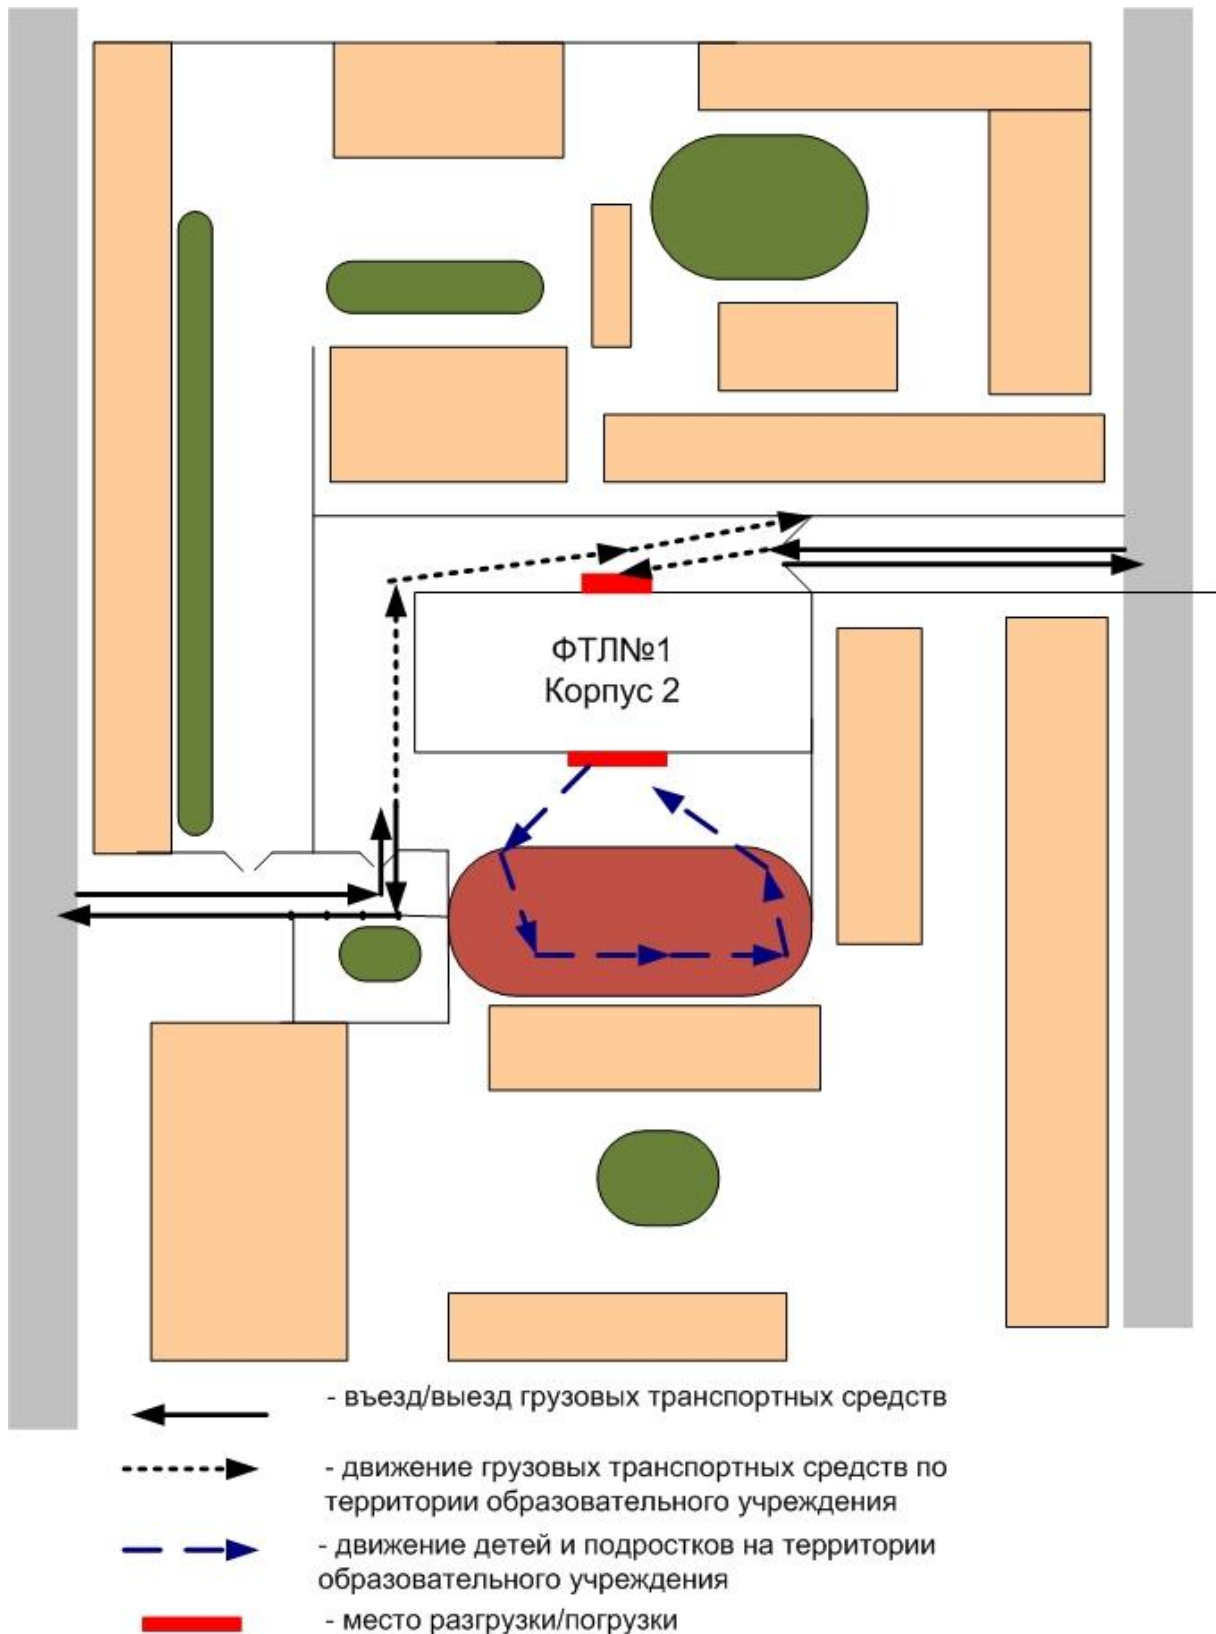 ФТЛ№1
Корпус 2
- въезд/выезд грузовых транспортных средств
- движение грузовых транспортных средств по
территории образовательного учреждения
- движение детей и подростков на территории
образовательного учреждения
- место разгрузки/погрузки